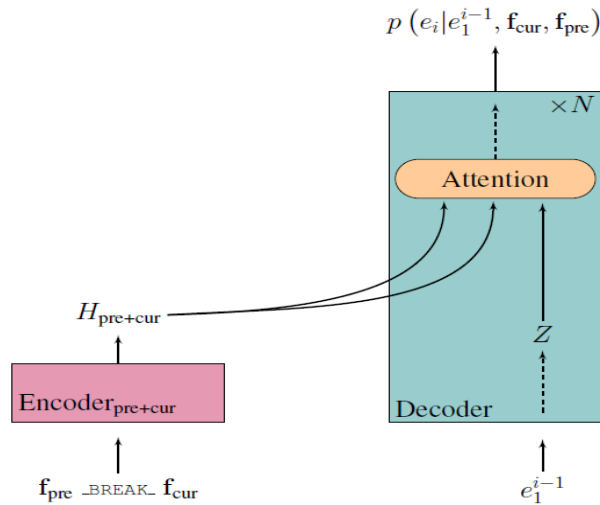 p (e_i|e_1^{i-1}, f_cur, f_pre)
×N
Attention
H_pre+cur
Z
Encoder_pre+cur
Decoder
f_pre _BREAK_ f_cur
e_1^{i-1}